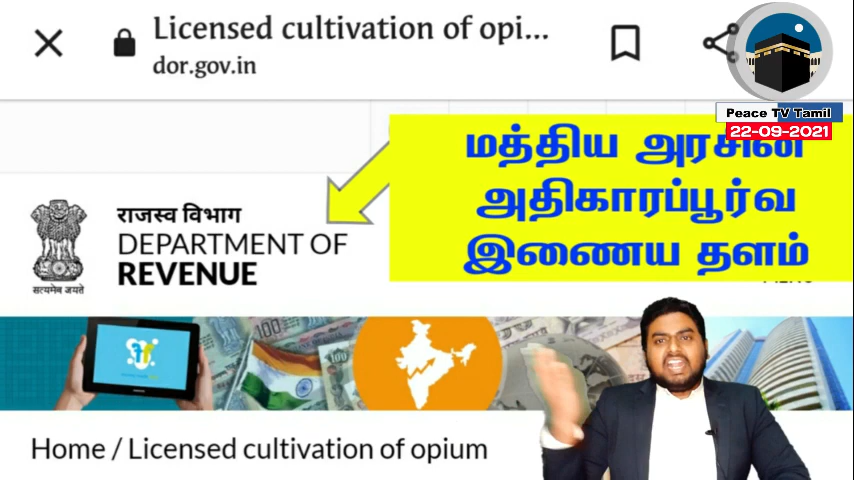 Licensed cultivation of opi...
dor.gov.in
Peace TV Tamil
22-09-2021
மத்திய அரசின்
அதிகாரப்பூர்வ
இணைய தளம்
राजस्व विभाग
DEPARTMENT OF
REVENUE
सत्यमेव जयते
Home / Licensed cultivation of opium